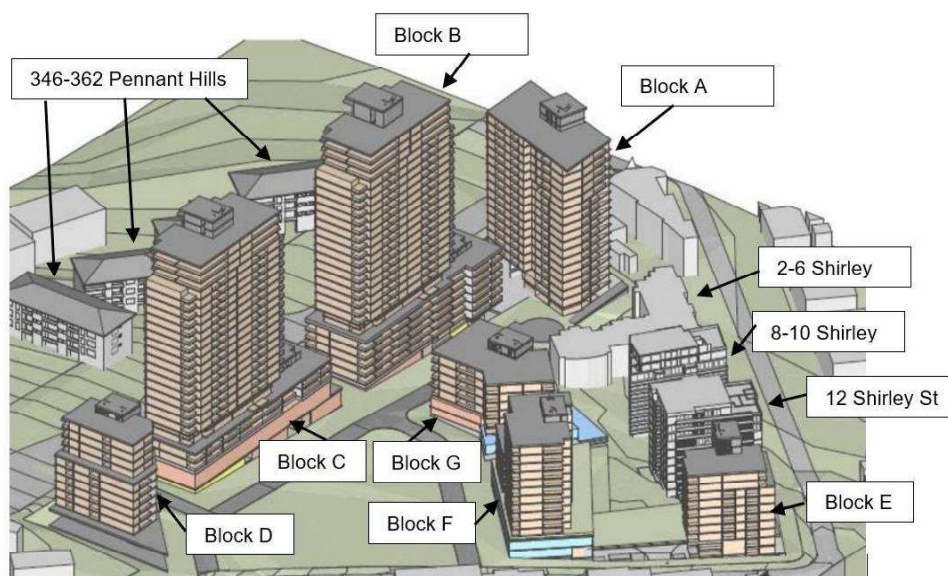 Block B
346-362 Pennant Hills
Block A
2-6 Shirley
8-10 Shirley
12 Shirley St
Block C
Block G
Block E
Block F
Block D